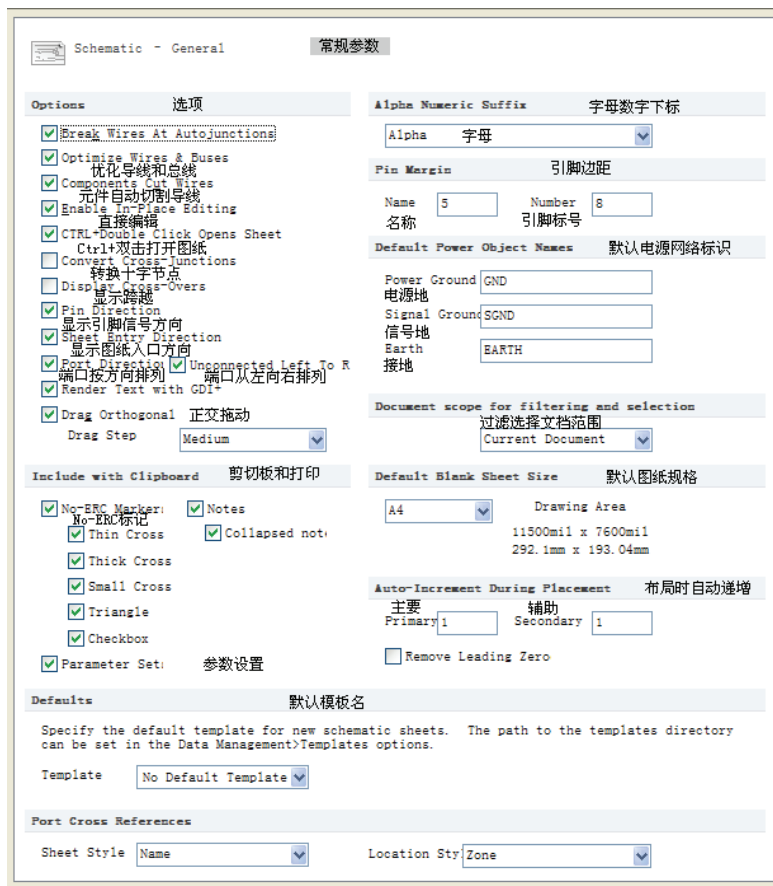 Schematic - General 常规参数
Options 选项
Break Wires At Autojunctions
Optimize Wires & Buses
优化导线和总线
Components Cut Wires
元件自动切割导线
Enable In-Place Editing
直接编辑
CTRL+Double Click Opens Sheet
Ctrl+双击打开图纸
Convert Cross-Junctions
转换十字节点
Display Cross-Overs
显示跨越
Pin Direction
显示引脚信号方向
Sheet Entry Direction
显示图纸入口方向
Port Direction Unconnected Left To R
端口按方向排列 端口从左向右排列
Render Text with GDI+
Drag Orthogonal 正交拖动
Drag Step Medium
Include with Clipboard 剪切板和打印
No-ERC Marker: Notes
No-ERC标记
Thin Cross Collapsed note
Thick Cross
Small Cross
Triangle
Checkbox
Parameter Set: 参数设置
Alpha Numeric Suffix 字母数字下标
Alpha 字母
Pin Margin 引脚边距
Name 5 Number 8
名称 引脚标号
Default Power Object Names 默认电源网络标识
Power Ground GND
电源地
Signal Ground SGND
信号地
Earth EARTH
接地
Document scope for filtering and selection
过滤选择文档范围
Current Document
Default Blank Sheet Size 默认图纸规格
A4 Drawing Area
11500mil x 7600mil
292.1mm x 193.04mm
Auto-Increment During Placement 布局时自动递增
主要 辅助
Primary 1 Secondary 1
Remove Leading Zero
Defaults 默认模板名
Specify the default template for new schematic sheets. The path to the templates directory
can be set in the Data Management>Templates options.
Template No Default Template
Port Cross References
Sheet Style Name Location Sty Zone